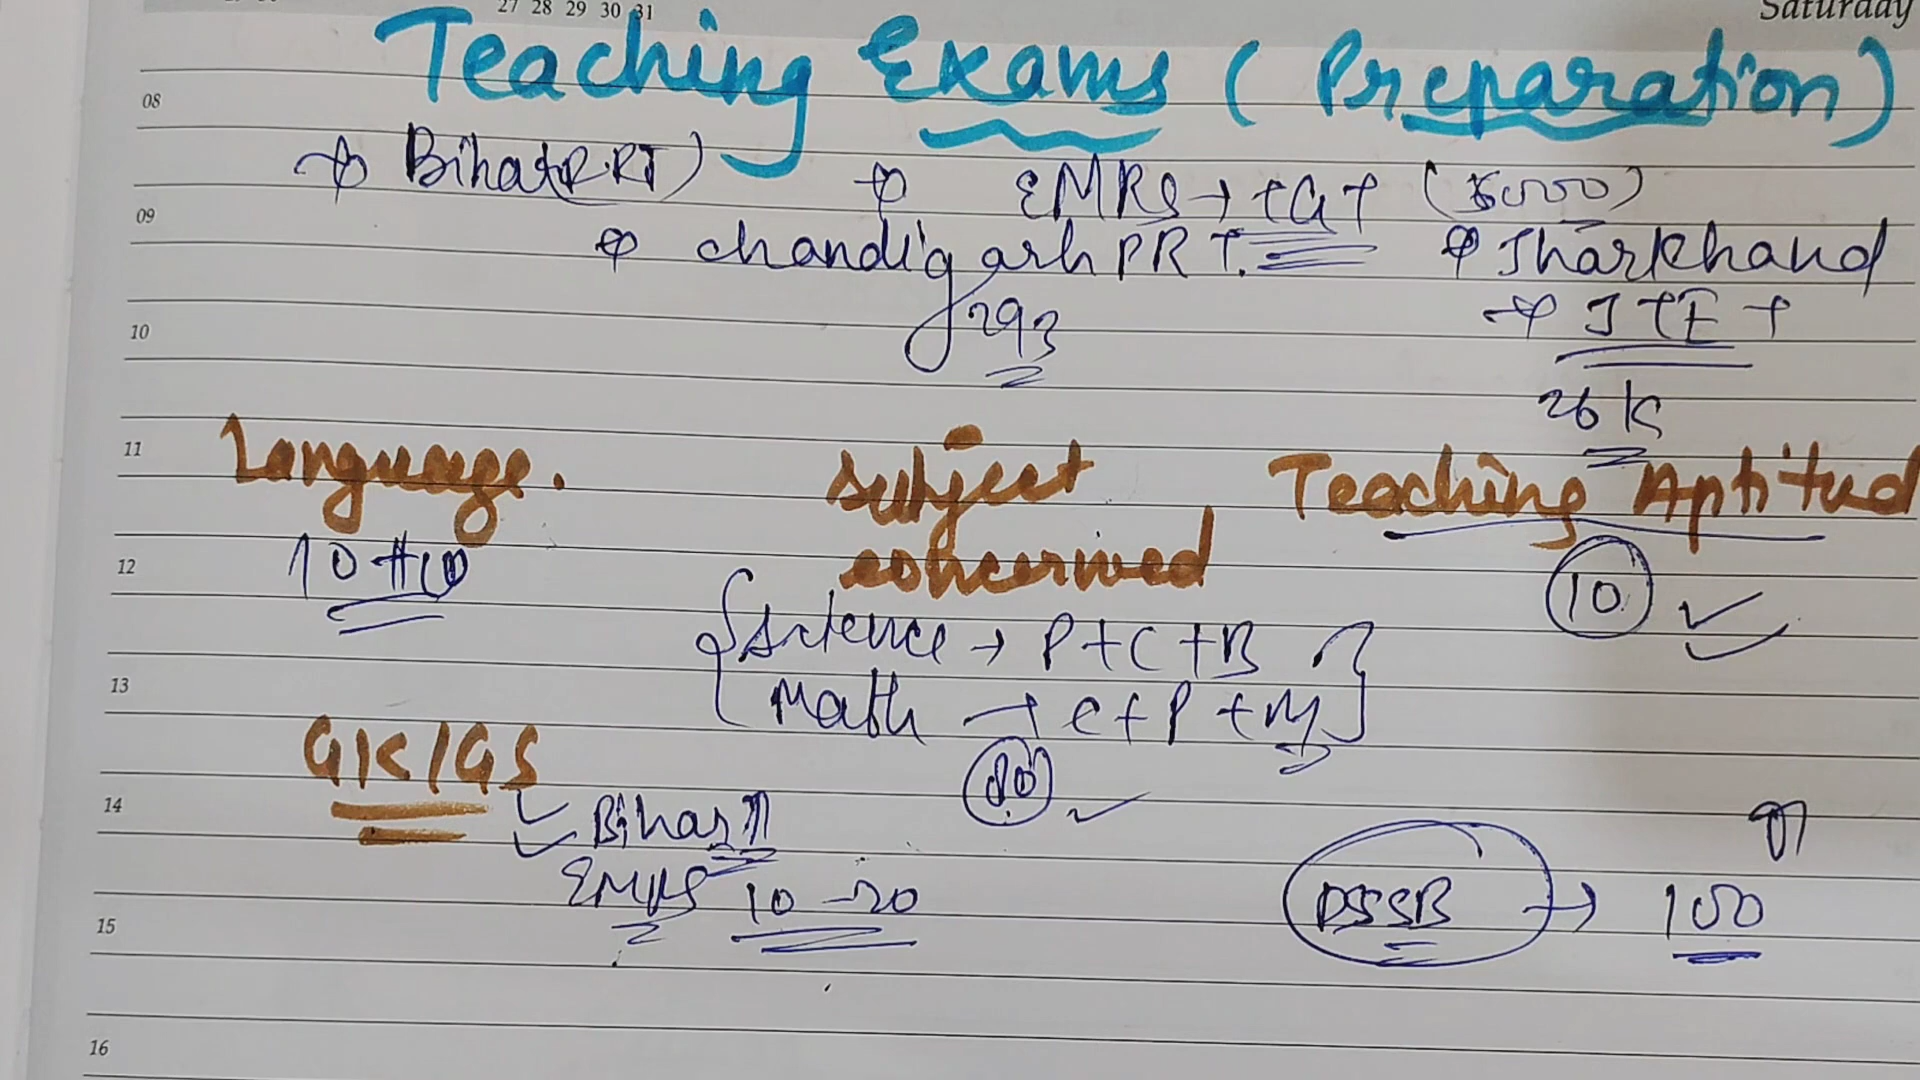 27 28 29 30 31
Saturday
Teaching Exams (Preparation)
08
Bihar PRT)
EMRS → TGT (5000)
09
Chandigarh PRT.
Jharkhand
293
→ JTET
10
26K
11
Language.
Subject
Teaching Aptitud
concerned
12
10+10
10
Science → P+C+B
Math → C+P+M
13
GK/GS
80
14
Bihar
EMRS 10-20
DSSB → 100
15
16